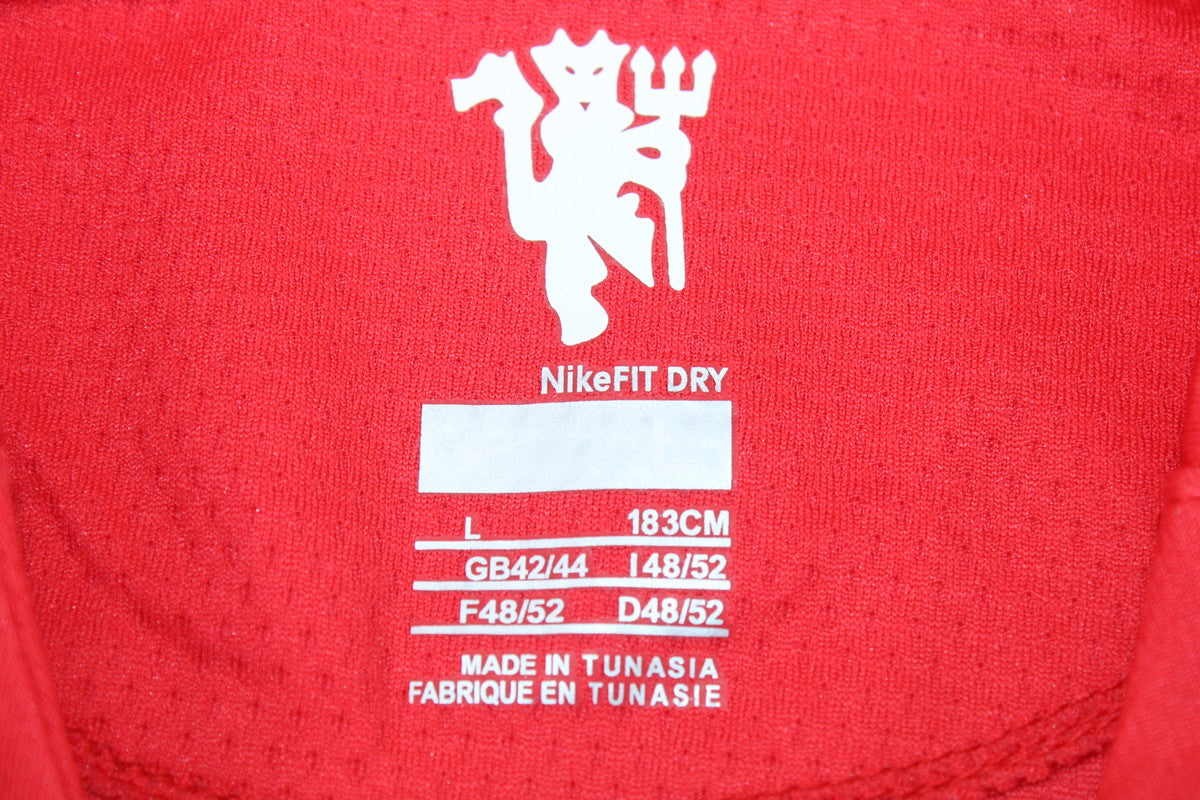 NikeFIT DRY
L 183CM
GB42/44 I48/52
F48/52 D48/52
MADE IN TUNASIA
FABRIQUE EN TUNASIE